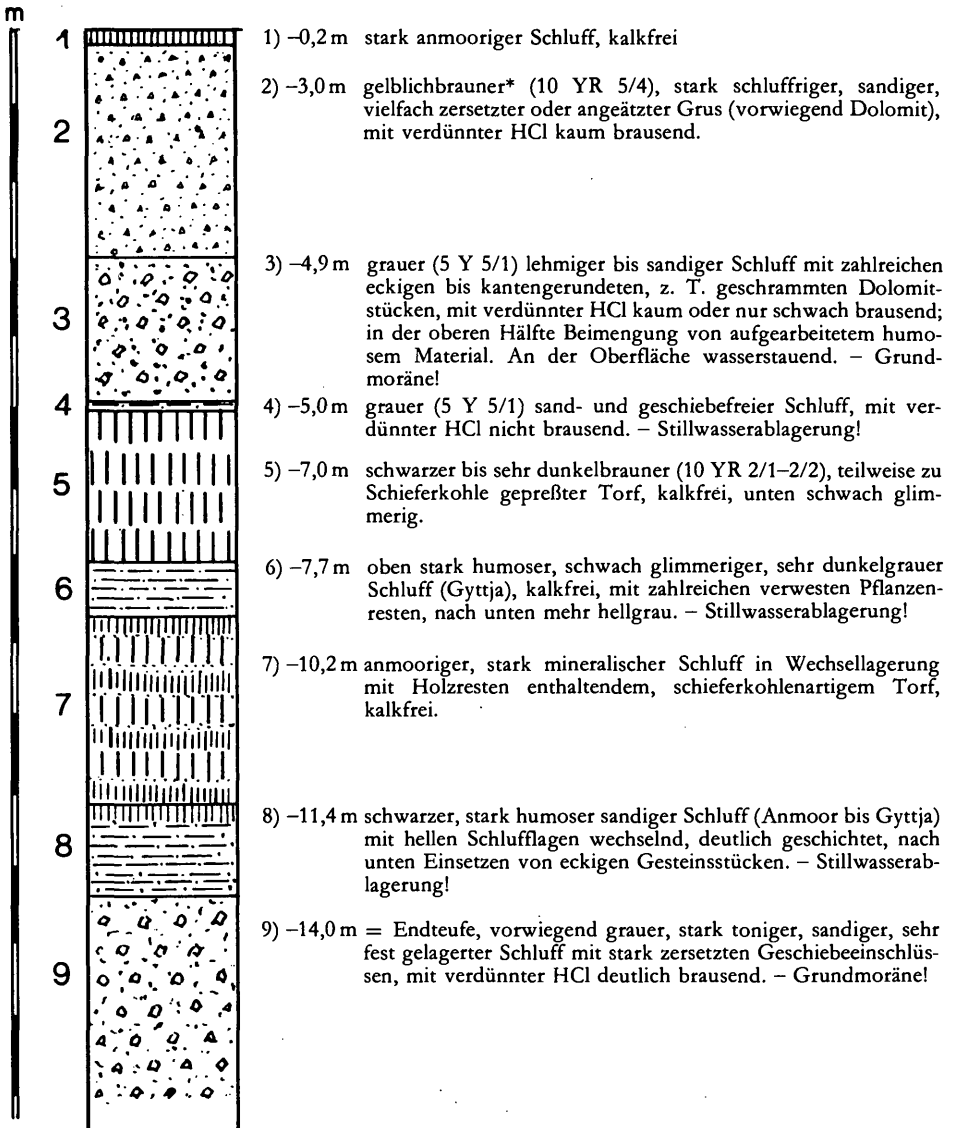 m
1
1) –0,2 m stark anmooriger Schluff, kalkfrei
2) –3,0 m gelblichbrauner* (10 YR 5/4), stark schluffriger, sandiger,
vielfach zersetzter oder angeätzter Grus (vorwiegend Dolomit),
2
mit verdünnter HCl kaum brausend.
3) –4,9 m grauer (5 Y 5/1) lehmiger bis sandiger Schluff mit zahlreichen
eckigen bis kantengerundeten, z. T. geschrammten Dolomit-
3
stücken, mit verdünnter HCl kaum oder nur schwach brausend;
in der oberen Hälfte Beimengung von aufgearbeitetem humo-
sem Material. An der Oberfläche wasserstauend. – Grund-
moräne!
4
4) –5,0 m grauer (5 Y 5/1) sand- und geschiebefreier Schluff, mit ver-
dünnter HCl nicht brausend. – Stillwasserablagerung!
5
5) –7,0 m schwarzer bis sehr dunkelbrauner (10 YR 2/1–2/2), teilweise zu
Schieferkohle gepreßter Torf, kalkfrei, unten schwach glim-
merig.
6
6) –7,7 m oben stark humoser, schwach glimmeriger, sehr dunkelgrauer
Schluff (Gyttja), kalkfrei, mit zahlreichen verwesten Pflanzen-
resten, nach unten mehr hellgrau. – Stillwasserablagerung!
7) –10,2 m anmooriger, stark mineralischer Schluff in Wechsellagerung
mit Holzresten enthaltendem, schieferkohlenartigem Torf,
7
kalkfrei.
8) –11,4 m schwarzer, stark humoser sandiger Schluff (Anmoor bis Gyttja)
mit hellen Schlufflagen wechselnd, deutlich geschichtet, nach
8
unten Einsetzen von eckigen Gesteinsstücken. – Stillwasserab-
lagerung!
9) –14,0 m = Endteufe, vorwiegend grauer, stark toniger, sandiger, sehr
fest gelagerter Schluff mit stark zersetzten Geschiebeeinschlüs-
9
sen, mit verdünnter HCl deutlich brausend. – Grundmoräne!